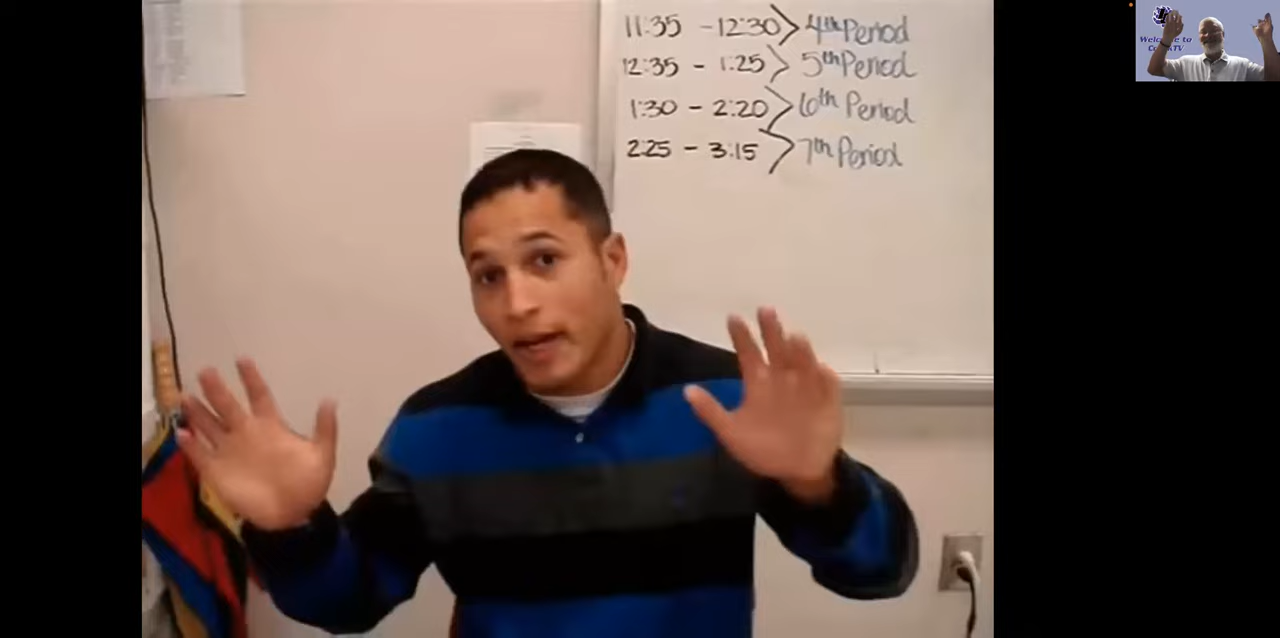 11:35 - 12:30 > 4th Period
12:35 - 1:25 > 5th Period
1:30 - 2:20 > 6th Period
2:25 - 3:15 > 7th Period
to